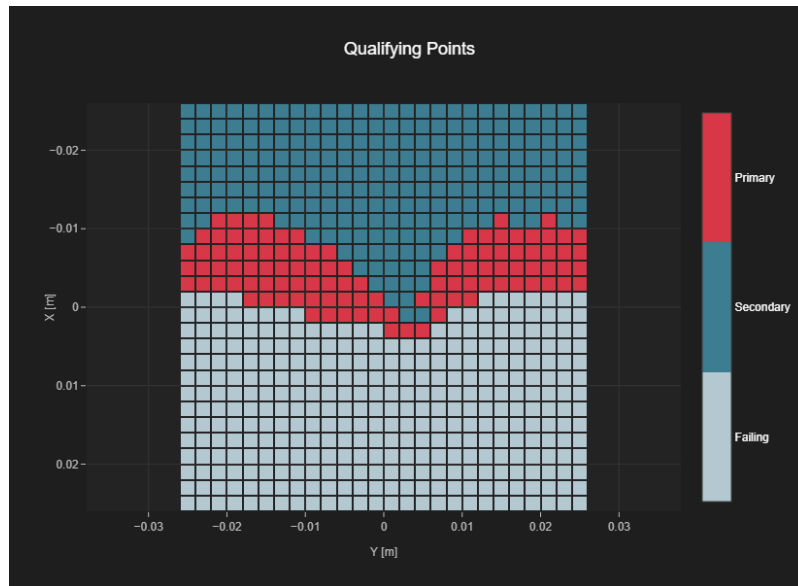 Qualifying Points
−0.02
−0.01
0
0.01
0.02
X [m]
−0.03
−0.02
−0.01
0
0.01
0.02
0.03
Y [m]
Primary
Secondary
Failing